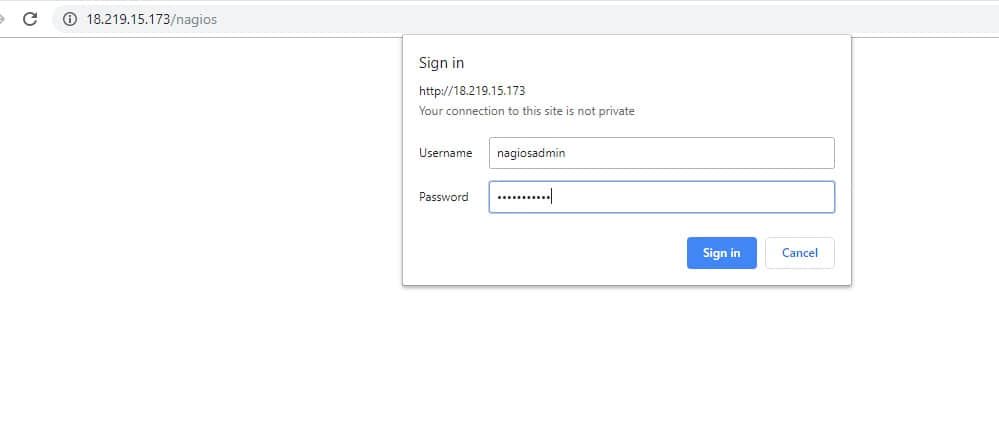 18.219.15.173/nagios
Sign in
http://18.219.15.173
Your connection to this site is not private
Username nagiosadmin
Password •••••••••••
Sign in Cancel